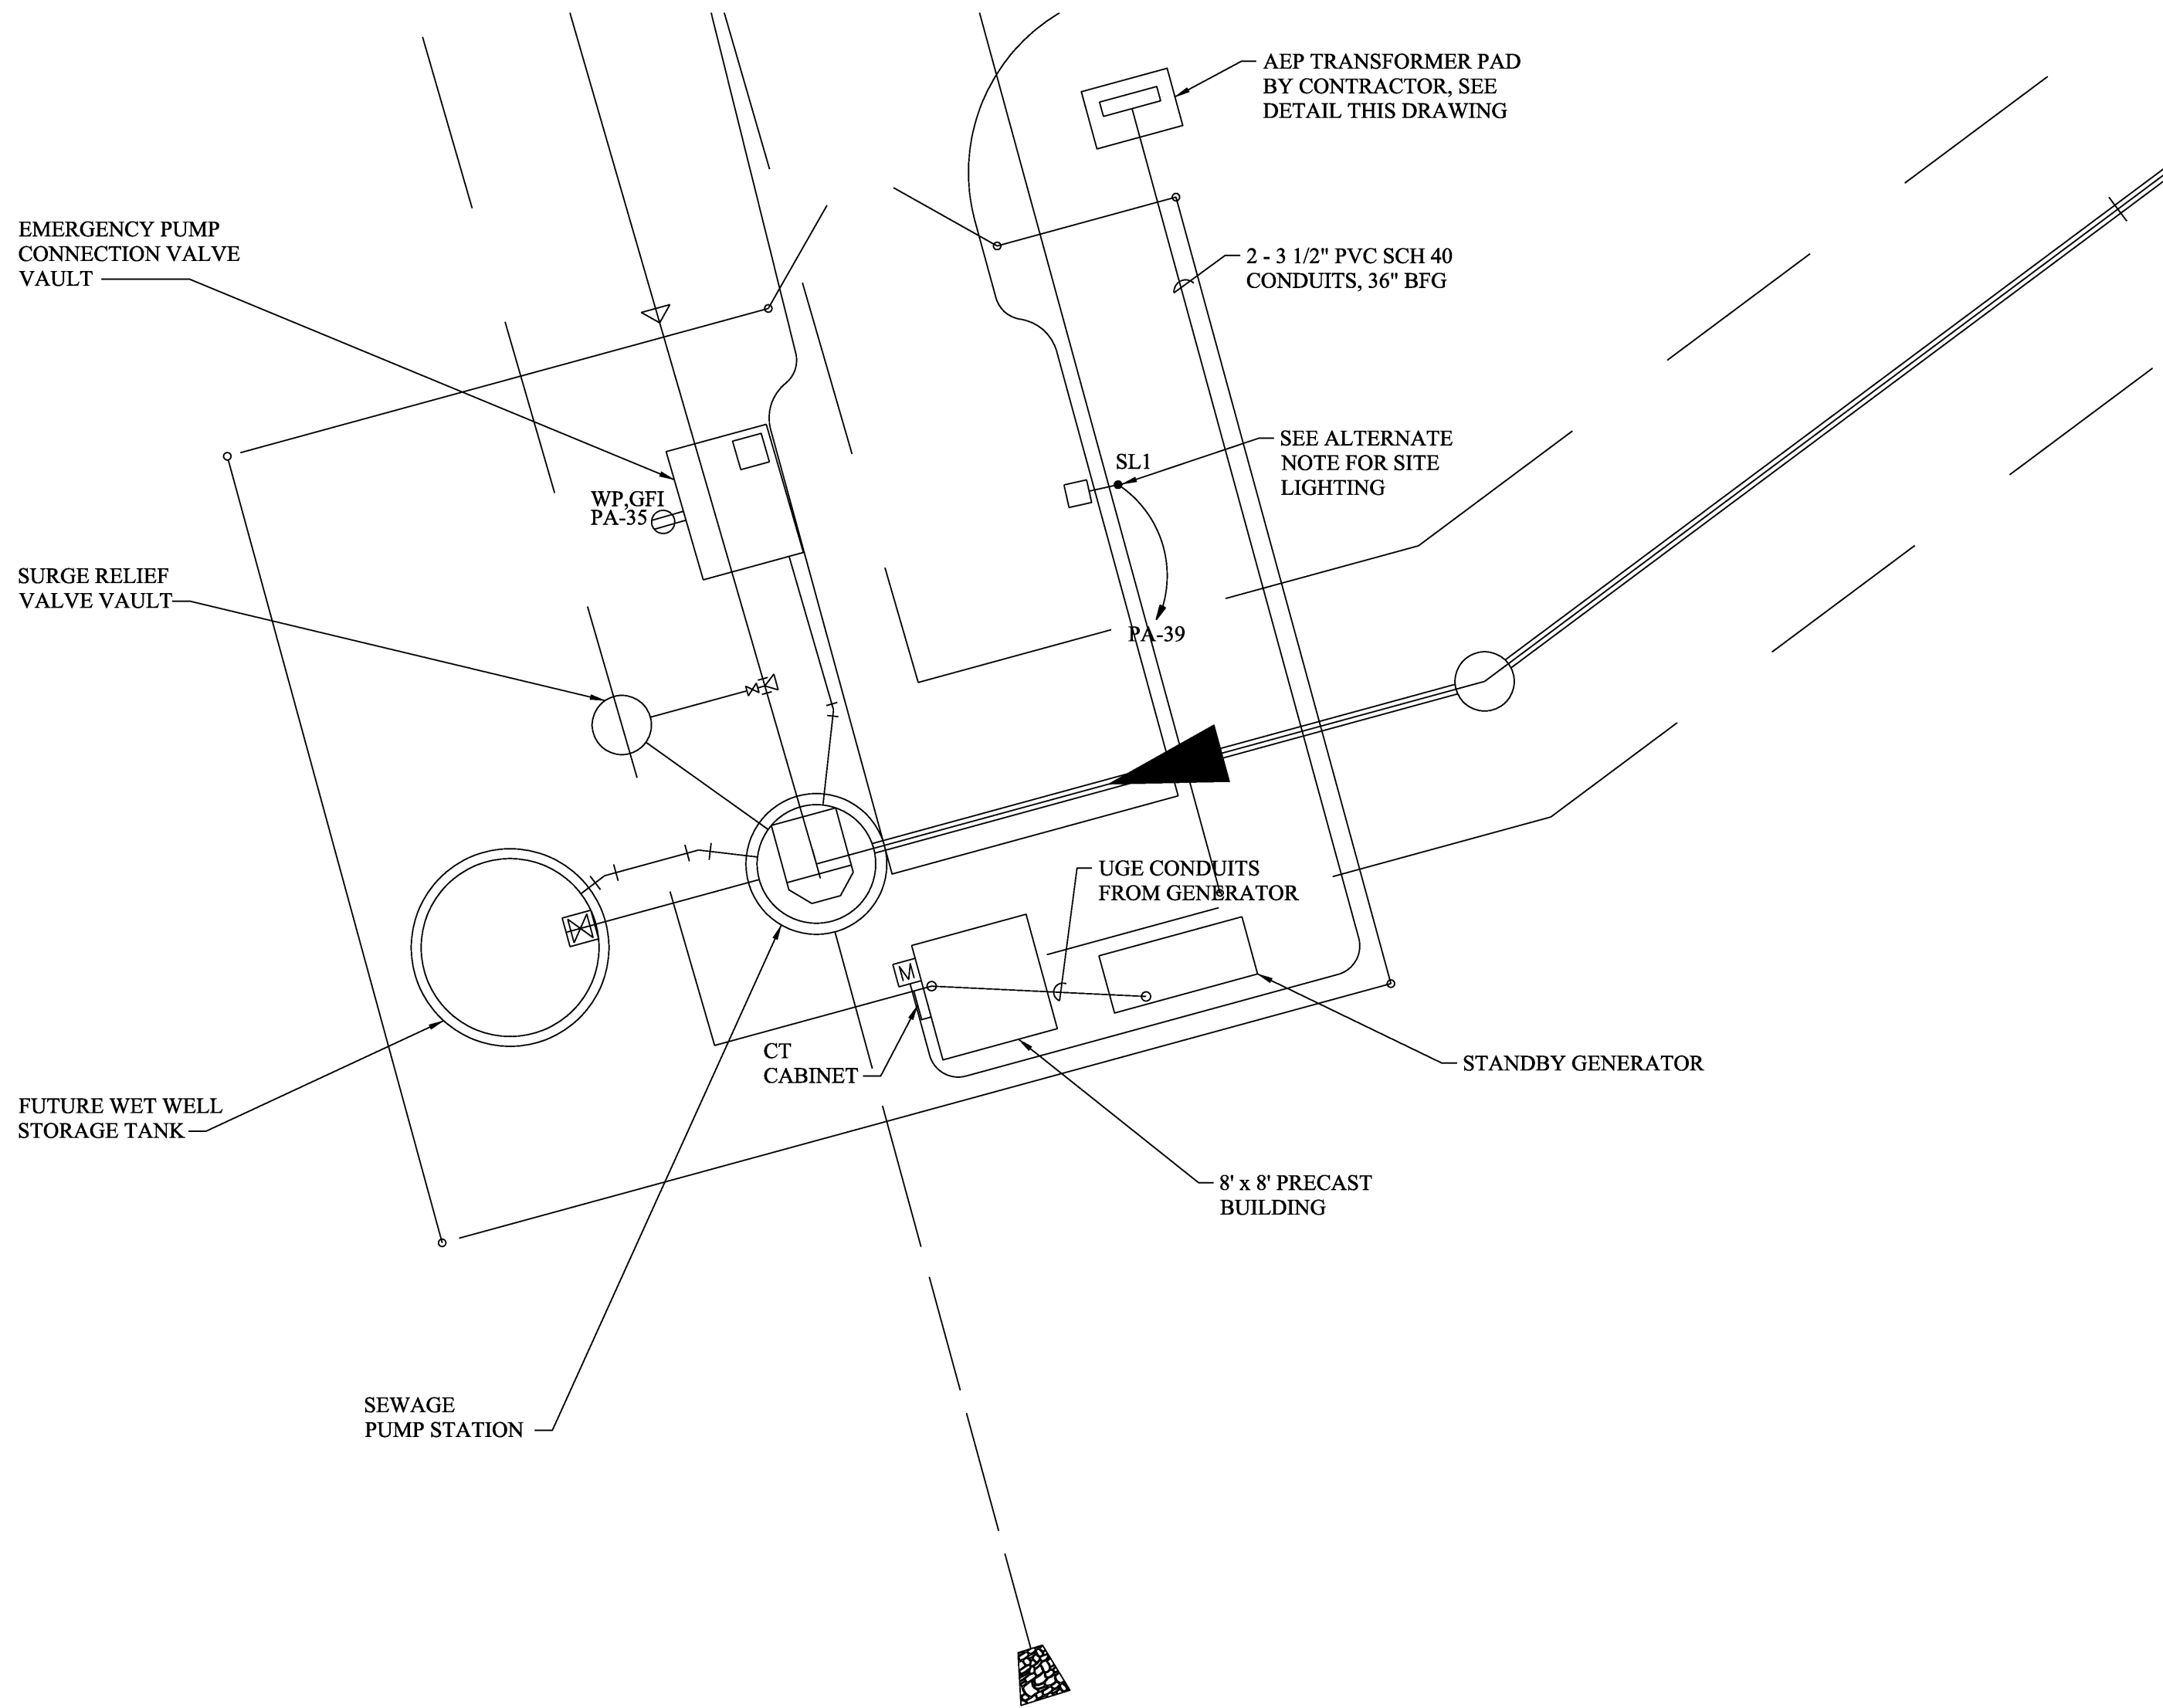 AEP TRANSFORMER PAD
BY CONTRACTOR, SEE
DETAIL THIS DRAWING
EMERGENCY PUMP
CONNECTION VALVE
VAULT
2 - 3 1/2" PVC SCH 40
CONDUITS, 36" BFG
SEE ALTERNATE
NOTE FOR SITE
LIGHTING
SL1
WP,GFI
PA-35
SURGE RELIEF
VALVE VAULT
PA-39
UGE CONDUITS
FROM GENERATOR
M
CT
CABINET
STANDBY GENERATOR
FUTURE WET WELL
STORAGE TANK
8' x 8' PRECAST
BUILDING
SEWAGE
PUMP STATION